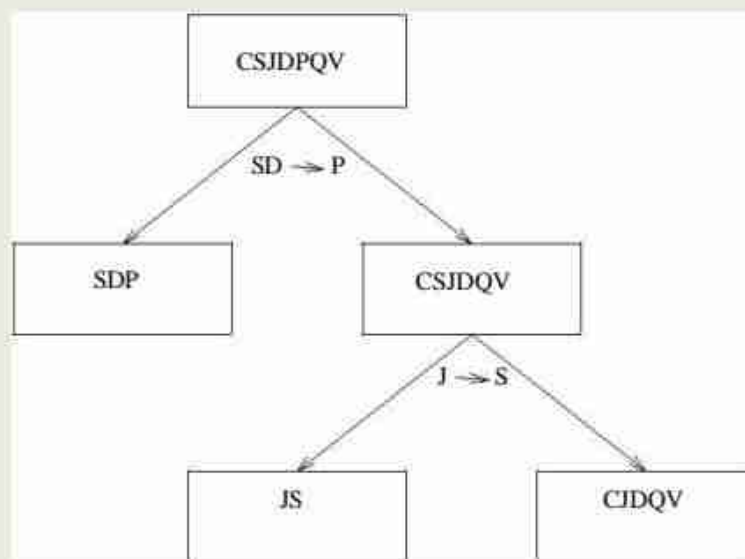 CSJDPQV
SD → P
SDP
CSJDQV
J → S
JS
CJDQV